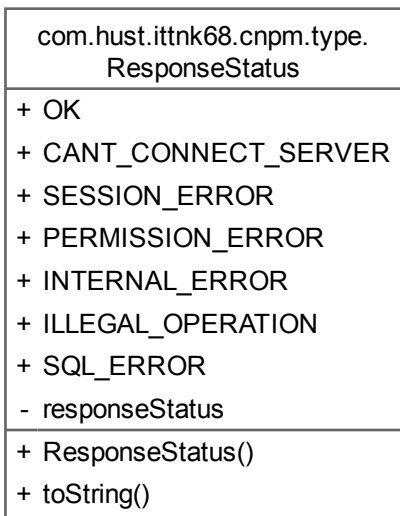 com.hust.ittnk68.cnpm.type.
ResponseStatus
+ OK
+ CANT_CONNECT_SERVER
+ SESSION_ERROR
+ PERMISSION_ERROR
+ INTERNAL_ERROR
+ ILLEGAL_OPERATION
+ SQL_ERROR
- responseStatus
+ ResponseStatus()
+ toString()